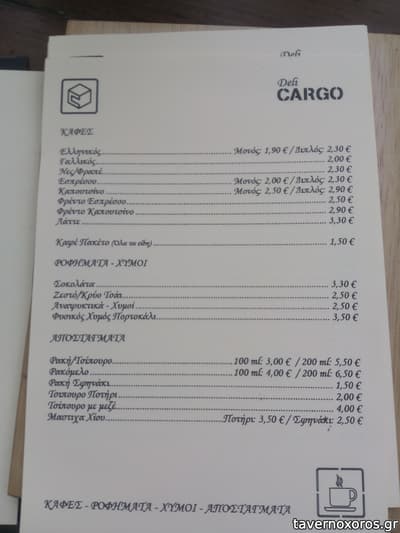 Deli
Deli
CARGO
ΚΑΦΕΣ
Ελληνικός Μονός: 1,90 € / Διπλός: 2,30 €
Γαλλικός 2,00 €
Νες/Φραπέ 2,30 €
Εσπρέσου Μονός: 2,00 € / Διπλός: 2,30 €
Καπουτσίνο Μονός: 2,50 € / Διπλός: 2,90 €
Φρέντο Εσπρέσου 2,50 €
Φρέντο Καπουτσίνο 2,90 €
Λάττε 3,30 €
Καφέ Πακέτο (Όλα τα είδη) 1,50 €
ΡΟΦΗΜΑΤΑ - ΧΥΜΟΙ
Σοκολάτα 3,30 €
Ζεστό/Κρύο Τσάι 2,50 €
Αναψυκτικά - Χυμοί 2,50 €
Φυσικός Χυμός Πορτοκάλι 3,50 €
ΑΠΟΣΤΑΓΜΑΤΑ
Ρακή/Τσίπουρο 100 ml: 3,00 € / 200 ml: 5,50 €
Ρακόμελο 100 ml: 4,00 € / 200 ml: 6,50 €
Ρακή Σφηνάκι 1,50 €
Τσίπουρο Ποτήρι 2,00 €
Τσίπουρο με μεζέ 4,00 €
Μαστίχα Χίου Ποτήρι: 3,50 € / Σφηνάκι: 2,50 €
ΚΑΦΕΣ - ΡΟΦΗΜΑΤΑ - ΧΥΜΟΙ - ΑΠΟΣΤΑΓΜΑΤΑ
tavernoxoros.gr